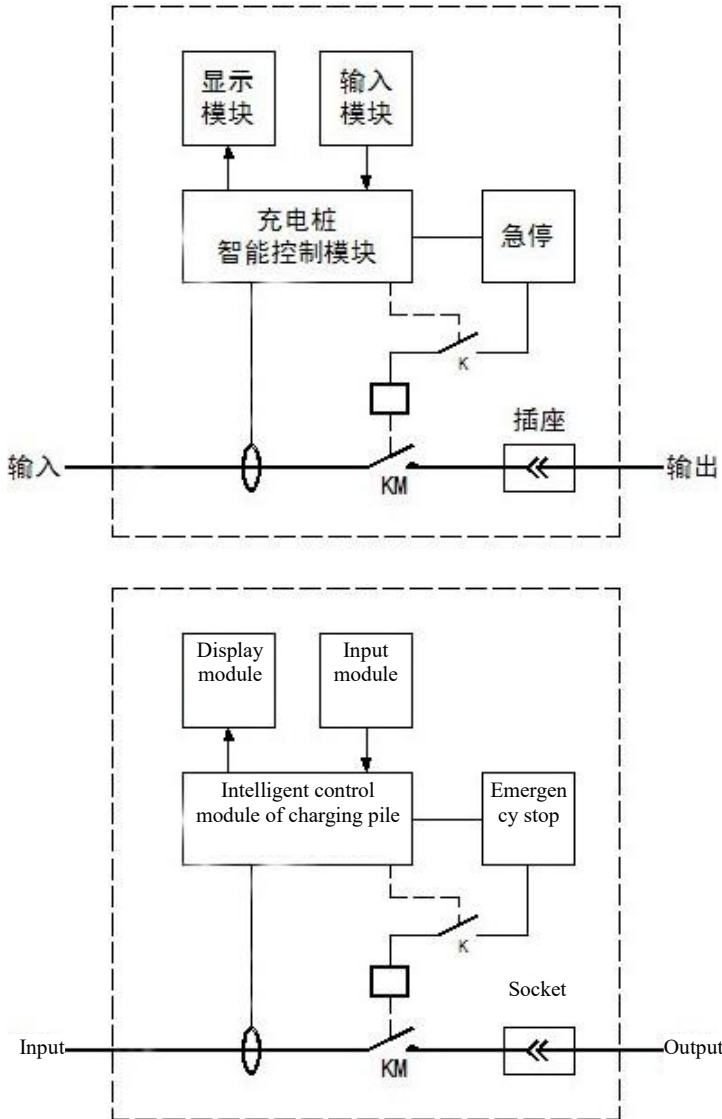 显示
模块
输入
模块
充电桩
智能控制模块
急停
K
插座
输入
输出
KM
Display
module
Input
module
Intelligent control
module of charging pile
Emergen
cy stop
K
Socket
Input
Output
KM